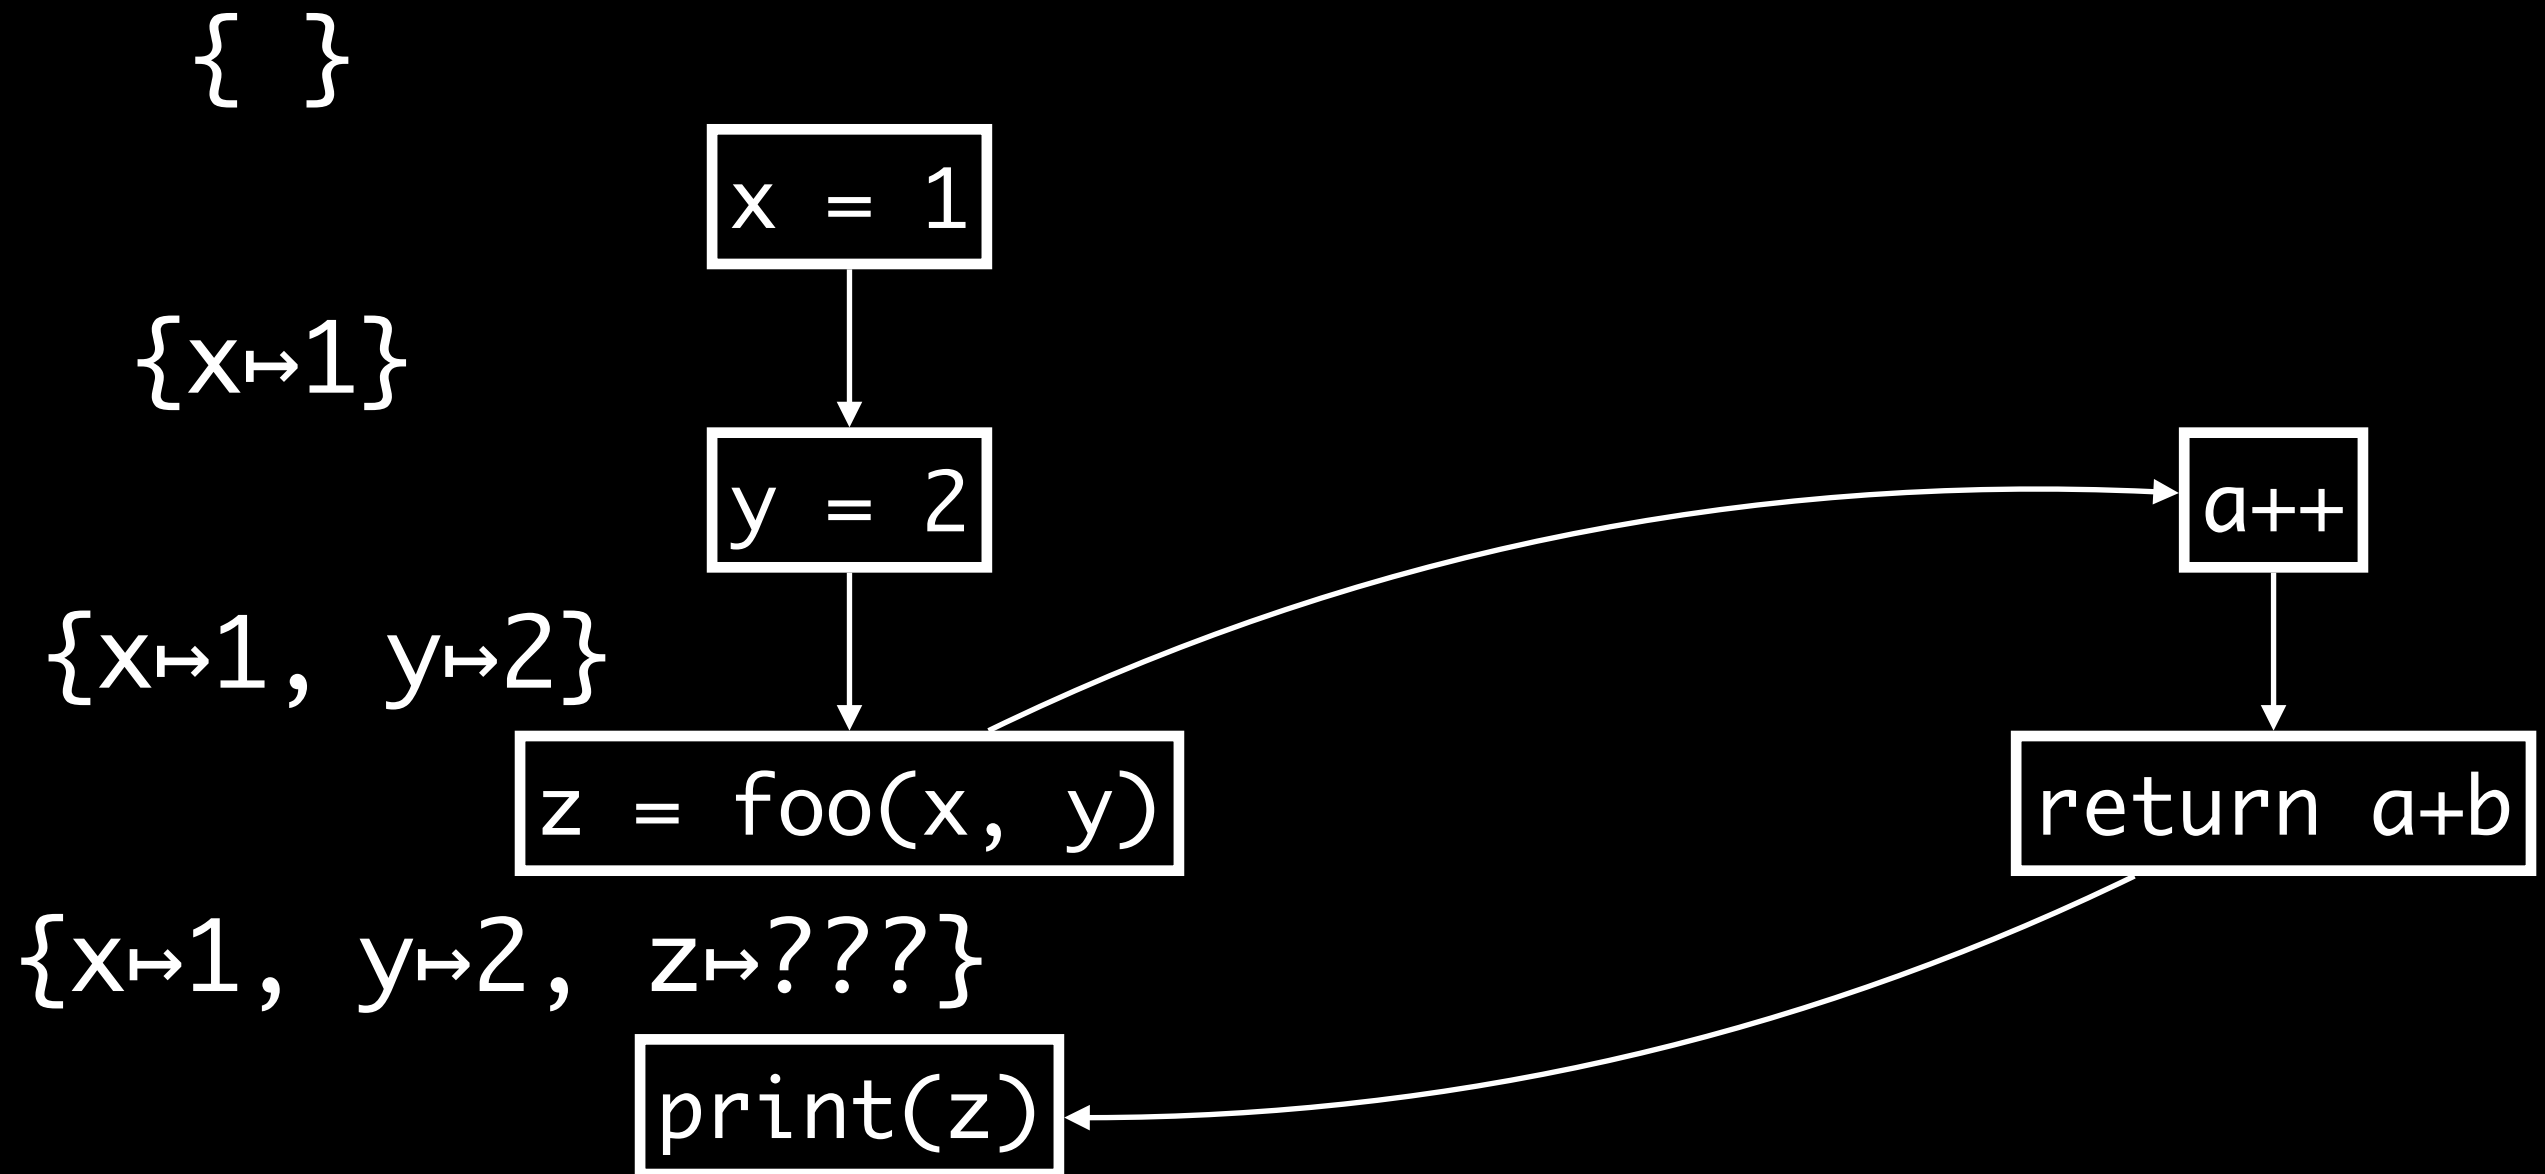 { }
x = 1
{x↦1}
y = 2
a++
{x↦1, y↦2}
z = foo(x, y)
return a+b
{x↦1, y↦2, z↦???}
print(z)